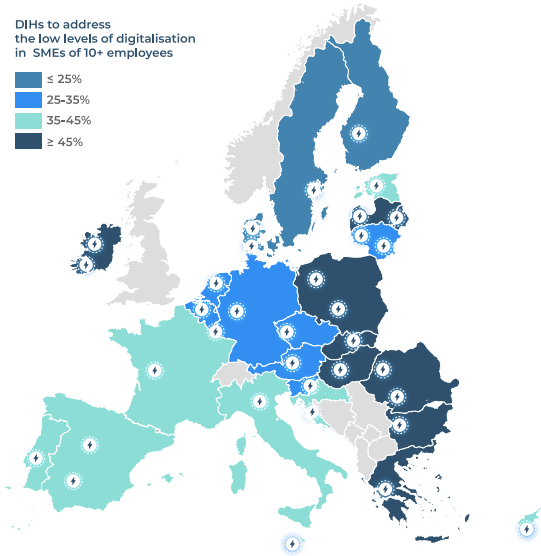 DIHs to address
the low levels of digitalisation
in SMEs of 10+ employees
≤ 25%
25-35%
35-45%
≥ 45%